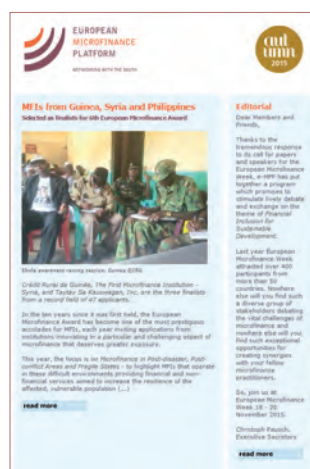 EUROPEAN
MICROFINANCE
PLATFORM
NETWORKING WITH THE SOUTH
autumn
2015
MFIs from Guinea, Syria and Philippines
Selected as finalists for 6th European Microfinance Award
Ebola awareness-raising session, Guinea ©CRG
Crédit Rural de Guinée, The First Microfinance Institution -
Syria, and Taytay Sa Kauswagan, Inc. are the three finalists
from a record field of 47 applicants.
In the ten years since it was first held, the European
Microfinance Award has become one of the most prestigious
accolades for MFIs, each year inviting applications from
institutions innovating in a particular and challenging aspect of
microfinance that deserves greater exposure.
This year, the focus is on Microfinance in Post-disaster, Post-
conflict Areas and Fragile States - to highlight MFIs that operate
in these difficult environments providing financial and non-
financial services aimed to increase the resilience of the
affected, vulnerable population (...)
read more
Editorial
Dear Members and
Friends,
Thanks to the
tremendous response
to its call for papers
and speakers for the
European Microfinance
Week, e-MFP has put
together a program
which promises to
stimulate lively debate
and exchange on the
theme of Financial
Inclusion for
Sustainable
Development.
Last year European
Microfinance Week
attracted over 400
participants from
more than 50
countries. Nowhere
else will you find such
a diverse group of
stakeholders debating
the vital challenges of
microfinance and
nowhere else will you
find such exceptional
opportunities for
creating synergies
with your fellow
microfinance
practitioners.
So, join us at
European Microfinance
Week 18 - 20
November 2015.
Christoph Pausch,
Executive Secretary
read more